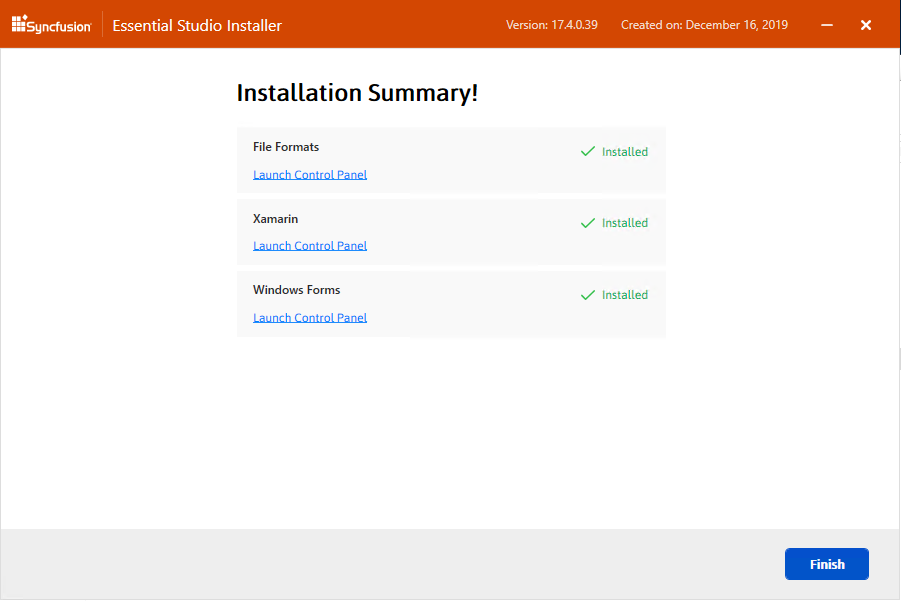 Syncfusion Essential Studio Installer Version: 17.4.0.39 Created on: December 16, 2019
Installation Summary!
File Formats
Installed
Launch Control Panel
Xamarin
Installed
Launch Control Panel
Windows Forms
Installed
Launch Control Panel
Finish